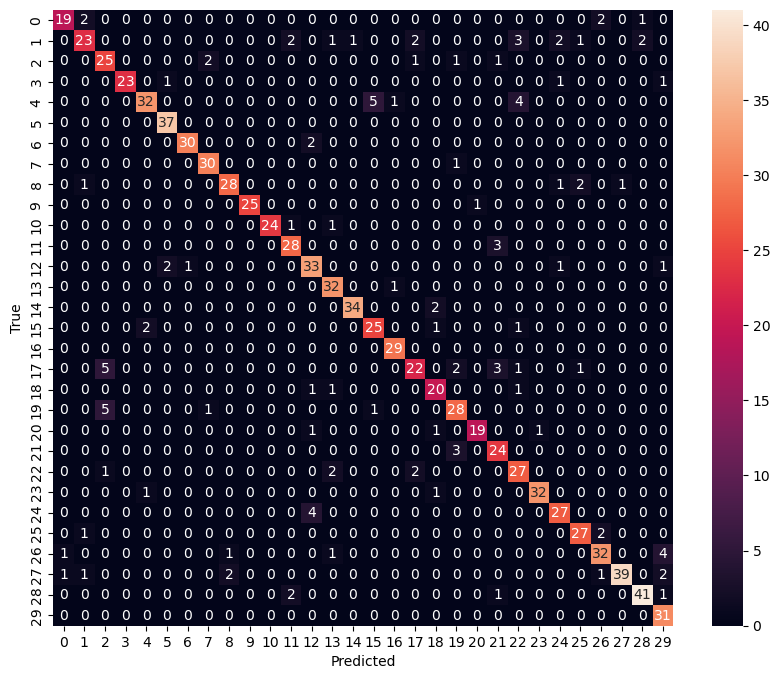 0 19 2 0 0 0 0 0 0 0 0 0 0 0 0 0 0 0 0 0 0 0 0 0 0 0 0 2 0 1 0
1 0 23 0 0 0 0 0 0 0 0 0 2 0 1 1 0 0 2 0 0 0 0 3 0 2 1 0 0 2 0
2 0 0 25 0 0 0 0 2 0 0 0 0 0 0 0 0 0 1 0 1 0 1 0 0 0 0 0 0 0 0
3 0 0 0 23 0 1 0 0 0 0 0 0 0 0 0 0 0 0 0 0 0 0 0 0 1 0 0 0 0 1
4 0 0 0 0 32 0 0 0 0 0 0 0 0 0 0 5 1 0 0 0 0 0 4 0 0 0 0 0 0 0
5 0 0 0 0 0 37 0 0 0 0 0 0 0 0 0 0 0 0 0 0 0 0 0 0 0 0 0 0 0 0
6 0 0 0 0 0 0 30 0 0 0 0 0 2 0 0 0 0 0 0 0 0 0 0 0 0 0 0 0 0 0
7 0 0 0 0 0 0 0 30 0 0 0 0 0 0 0 0 0 0 0 1 0 0 0 0 0 0 0 0 0 0
8 0 1 0 0 0 0 0 0 28 0 0 0 0 0 0 0 0 0 0 0 0 0 0 0 1 2 0 1 0 0
9 0 0 0 0 0 0 0 0 0 25 0 0 0 0 0 0 0 0 0 0 1 0 0 0 0 0 0 0 0 0
10 0 0 0 0 0 0 0 0 0 0 24 1 0 1 0 0 0 0 0 0 0 0 0 0 0 0 0 0 0 0
11 0 0 0 0 0 0 0 0 0 0 0 28 0 0 0 0 0 0 0 0 0 3 0 0 0 0 0 0 0 0
12 0 0 0 0 0 2 1 0 0 0 0 0 33 0 0 0 0 0 0 0 0 0 0 0 1 0 0 0 0 1
13 0 0 0 0 0 0 0 0 0 0 0 0 0 32 0 0 1 0 0 0 0 0 0 0 0 0 0 0 0 0
14 0 0 0 0 0 0 0 0 0 0 0 0 0 0 34 0 0 0 2 0 0 0 0 0 0 0 0 0 0 0
15 0 0 0 0 2 0 0 0 0 0 0 0 0 0 0 25 0 0 1 0 0 0 1 0 0 0 0 0 0 0
16 0 0 0 0 0 0 0 0 0 0 0 0 0 0 0 0 29 0 0 0 0 0 0 0 0 0 0 0 0 0
17 0 0 5 0 0 0 0 0 0 0 0 0 0 0 0 0 0 22 0 2 0 3 1 0 0 1 0 0 0 0
18 0 0 0 0 0 0 0 0 0 0 0 0 1 1 0 0 0 0 20 0 0 0 1 0 0 0 0 0 0 0
19 0 0 5 0 0 0 0 1 0 0 0 0 0 0 0 1 0 0 0 28 0 0 0 0 0 0 0 0 0 0
20 0 0 0 0 0 0 0 0 0 0 0 0 1 0 0 0 0 0 1 0 19 0 0 1 0 0 0 0 0 0
21 0 0 0 0 0 0 0 0 0 0 0 0 0 0 0 0 0 0 0 3 0 24 0 0 0 0 0 0 0 0
22 0 0 1 0 0 0 0 0 0 0 0 0 0 2 0 0 0 2 0 0 0 0 27 0 0 0 0 0 0 0
23 0 0 0 0 1 0 0 0 0 0 0 0 0 0 0 0 0 0 1 0 0 0 0 32 0 0 0 0 0 0
24 0 0 0 0 0 0 0 0 0 0 0 0 4 0 0 0 0 0 0 0 0 0 0 0 27 0 0 0 0 0
25 0 1 0 0 0 0 0 0 0 0 0 0 0 0 0 0 0 0 0 0 0 0 0 0 0 27 2 0 0 0
26 1 0 0 0 0 0 0 0 1 0 0 0 0 1 0 0 0 0 0 0 0 0 0 0 0 0 32 0 0 4
27 1 1 0 0 0 0 0 0 2 0 0 0 0 0 0 0 0 0 0 0 0 0 0 0 0 0 1 39 0 2
28 0 0 0 0 0 0 0 0 0 0 0 2 0 0 0 0 0 0 0 0 0 1 0 0 0 0 0 0 41 1
29 0 0 0 0 0 0 0 0 0 0 0 0 0 0 0 0 0 0 0 0 0 0 0 0 0 0 0 0 0 31
0 1 2 3 4 5 6 7 8 9 10 11 12 13 14 15 16 17 18 19 20 21 22 23 24 25 26 27 28 29
Predicted
True
40
35
30
25
20
15
10
5
0